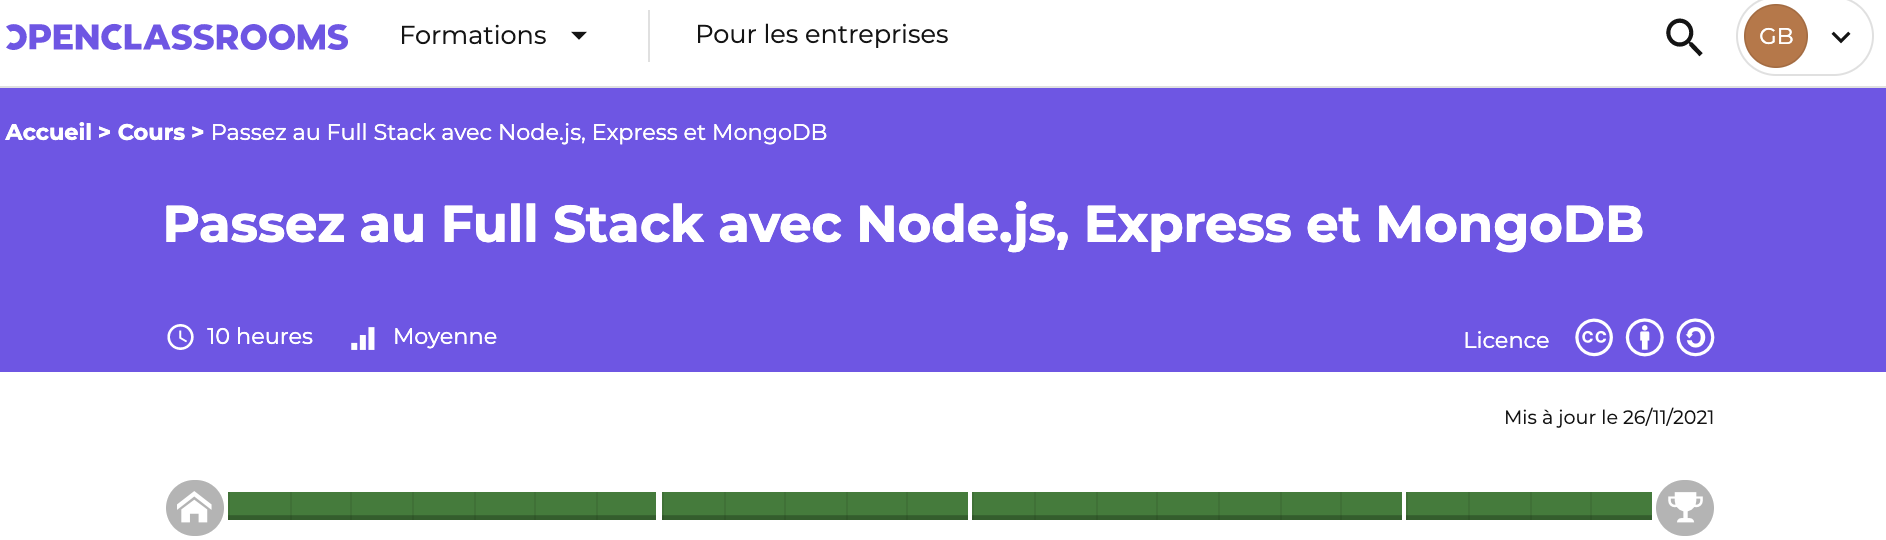 OPENCLASSROOMS Formations Pour les entreprises GB
Accueil > Cours > Passez au Full Stack avec Node.js, Express et MongoDB
Passez au Full Stack avec Node.js, Express et MongoDB
10 heures Moyenne Licence CC
Mis à jour le 26/11/2021